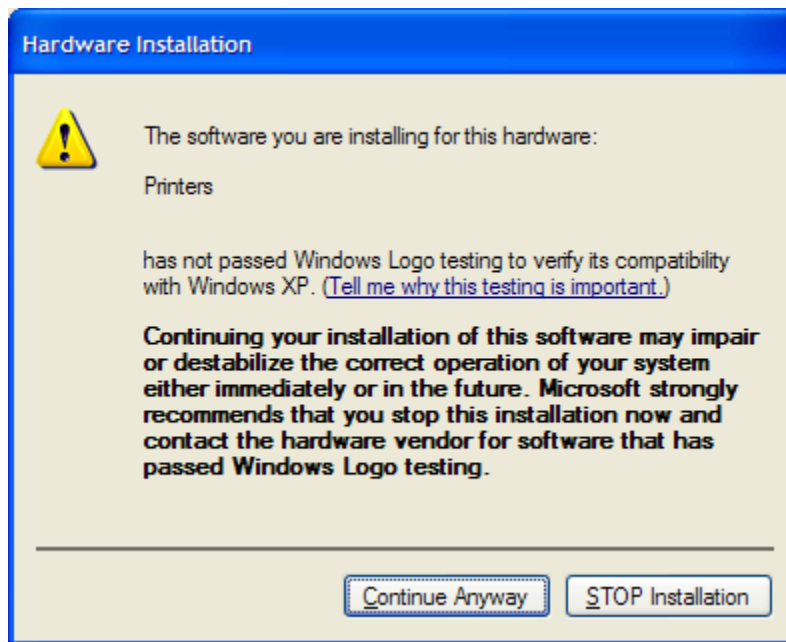 Hardware Installation
The software you are installing for this hardware:
Printers
has not passed Windows Logo testing to verify its compatibility
with Windows XP. (Tell me why this testing is important.)
Continuing your installation of this software may impair
or destabilize the correct operation of your system
either immediately or in the future. Microsoft strongly
recommends that you stop this installation now and
contact the hardware vendor for software that has
passed Windows Logo testing.
Continue Anyway
STOP Installation